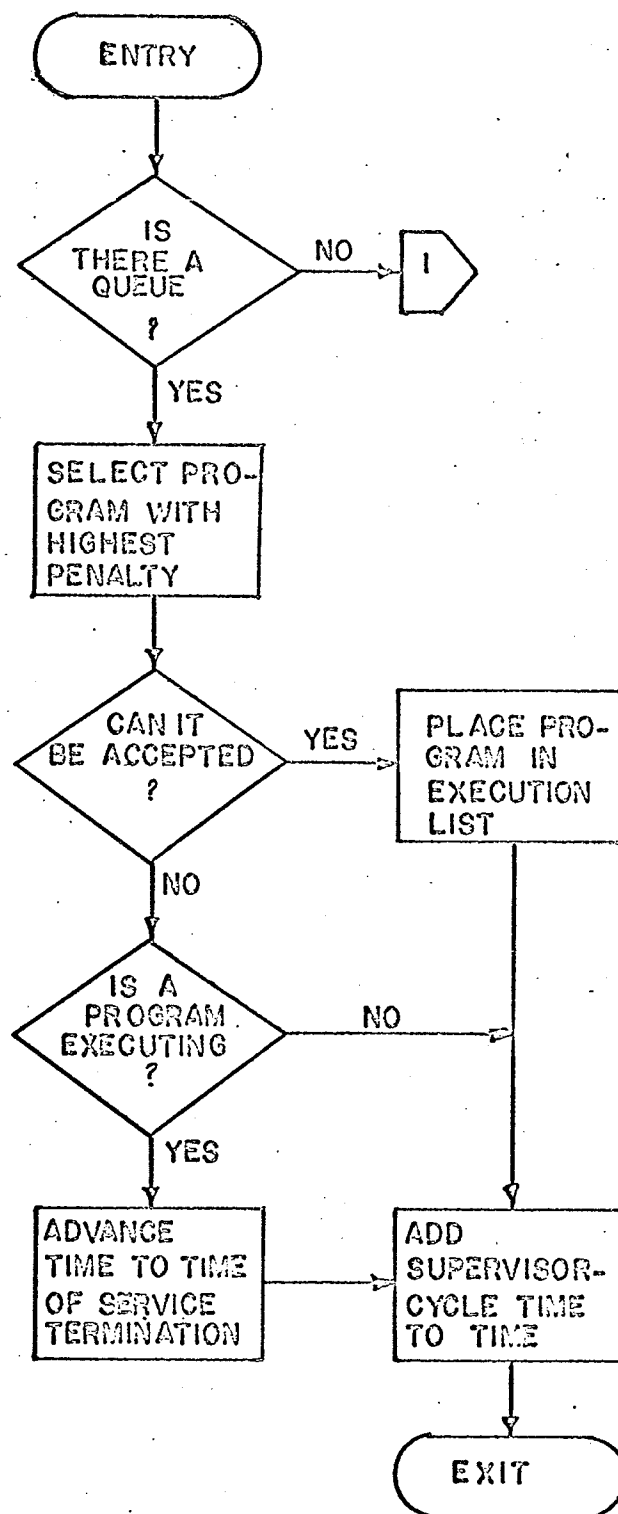 ENTRY
IS
THERE A
QUEUE
?
NO
1
YES
SELECT PRO-
GRAM WITH
HIGHEST
PENALTY
CAN IT
BE ACCEPTED
?
YES
PLACE PRO-
GRAM IN
EXECUTION
LIST
NO
IS A
PROGRAM
EXECUTING
?
NO
YES
ADVANCE
TIME TO TIME
OF SERVICE
TERMINATION
ADD
SUPERVISOR-
CYCLE TIME
TO TIME
EXIT